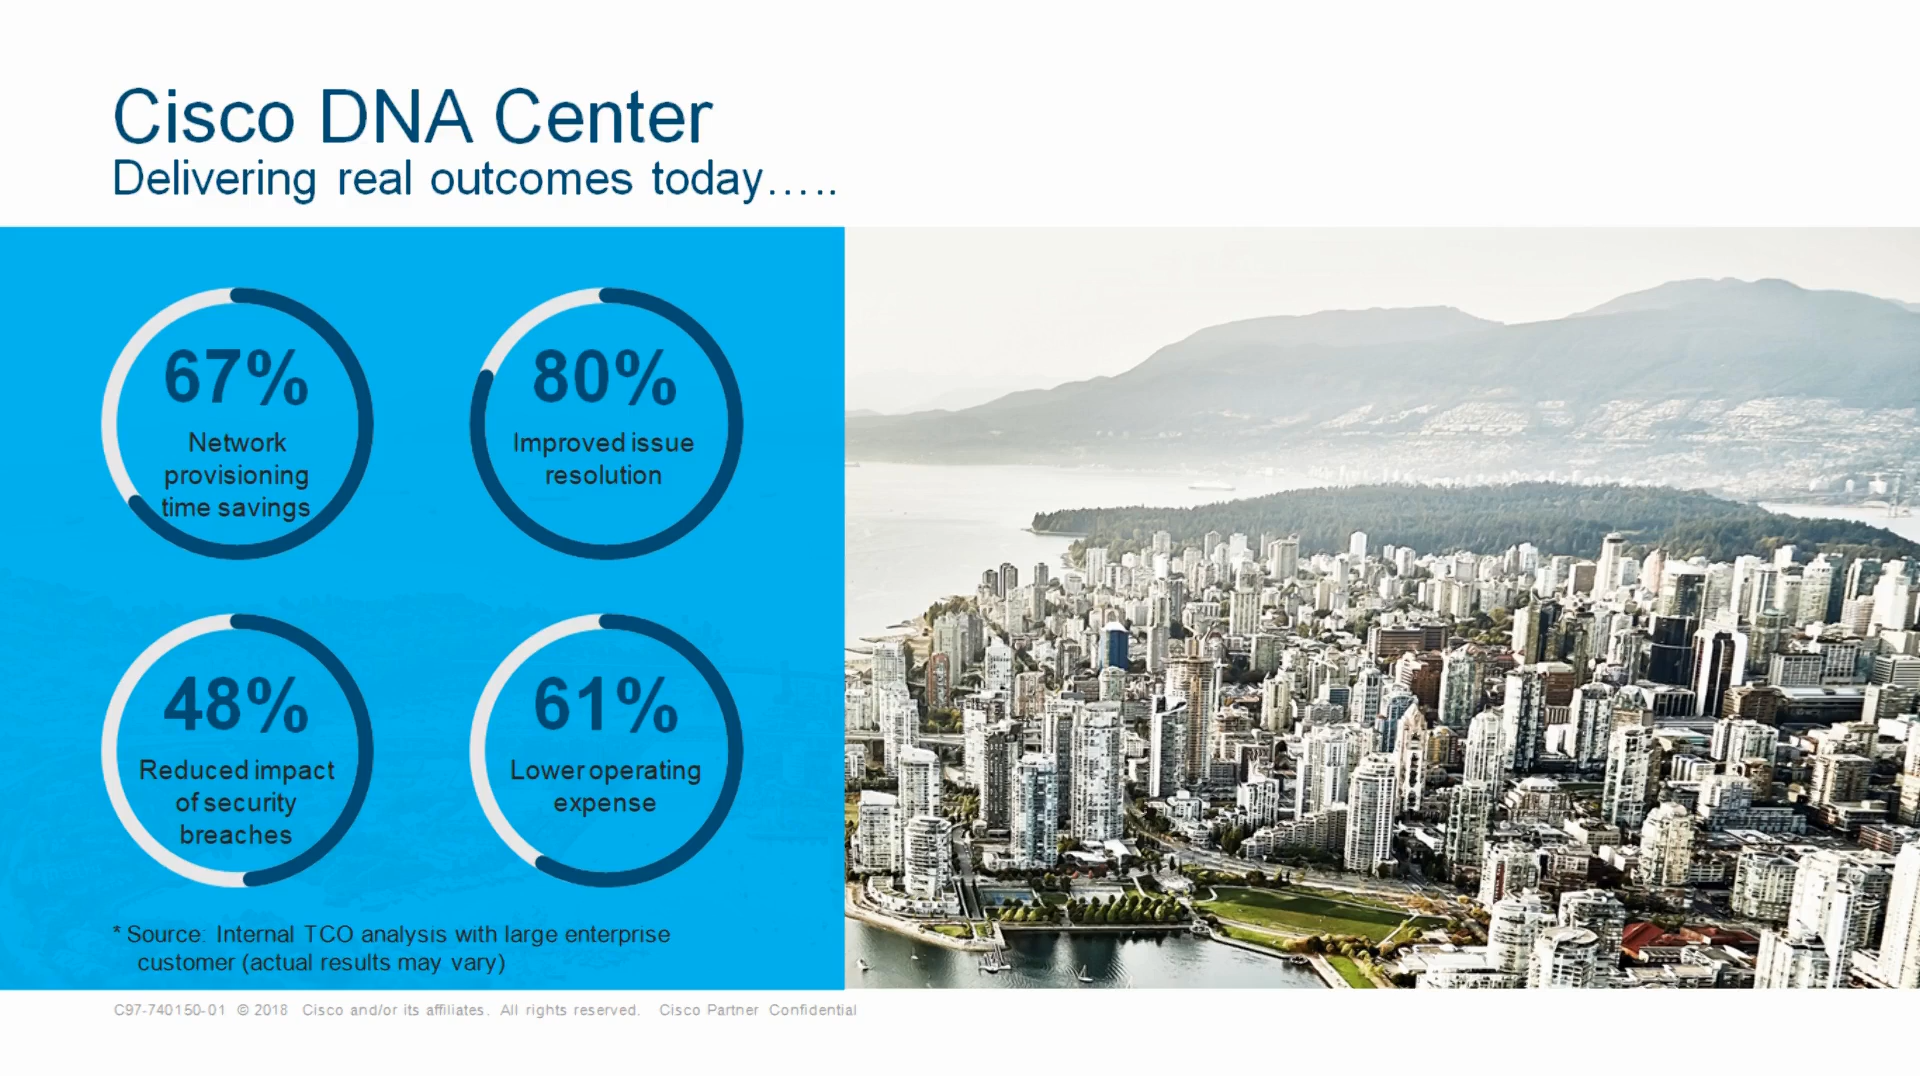 Cisco DNA Center
Delivering real outcomes today.....
67%
Network
provisioning
time savings
80%
Improved issue
resolution
48%
Reduced impact
of security
breaches
61%
Lower operating
expense
* Source: Internal TCO analysis with large enterprise
customer (actual results may vary)
C97-740150-01 © 2018 Cisco and/or its affiliates. All rights reserved. Cisco Partner Confidential